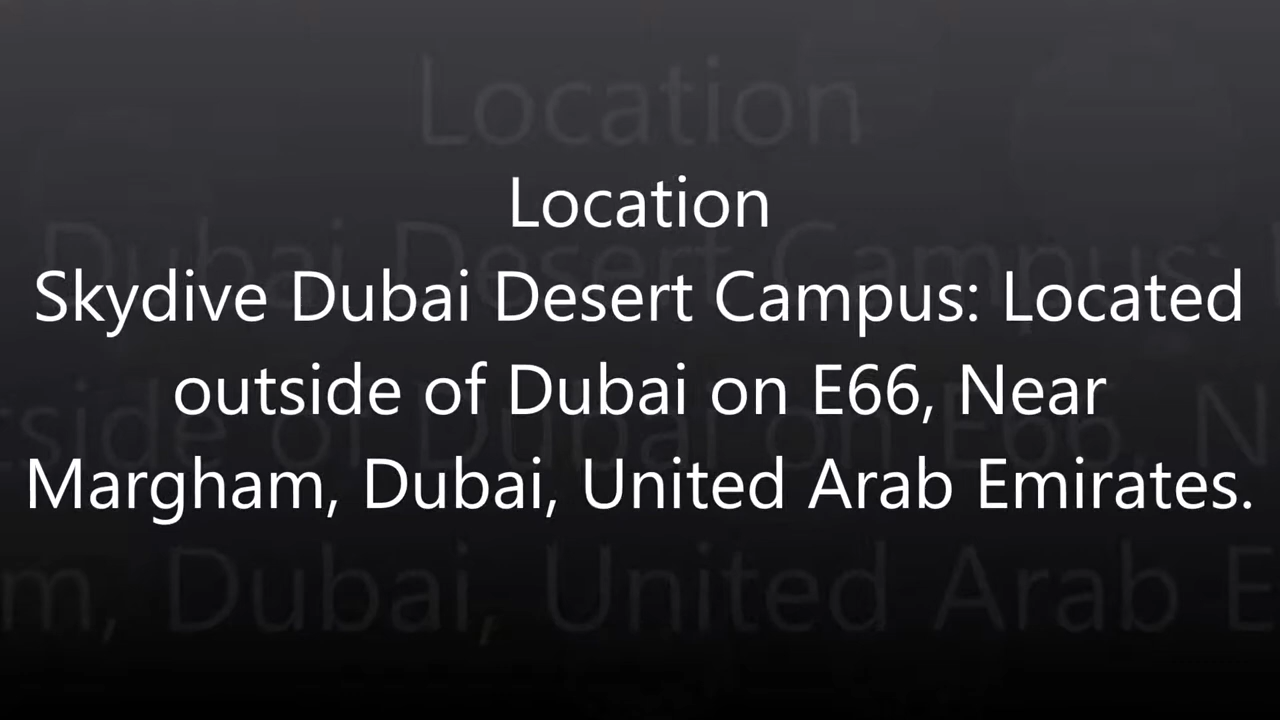 Location
Skydive Dubai Desert Campus: Located
outside of Dubai on E66, Near
Margham, Dubai, United Arab Emirates.